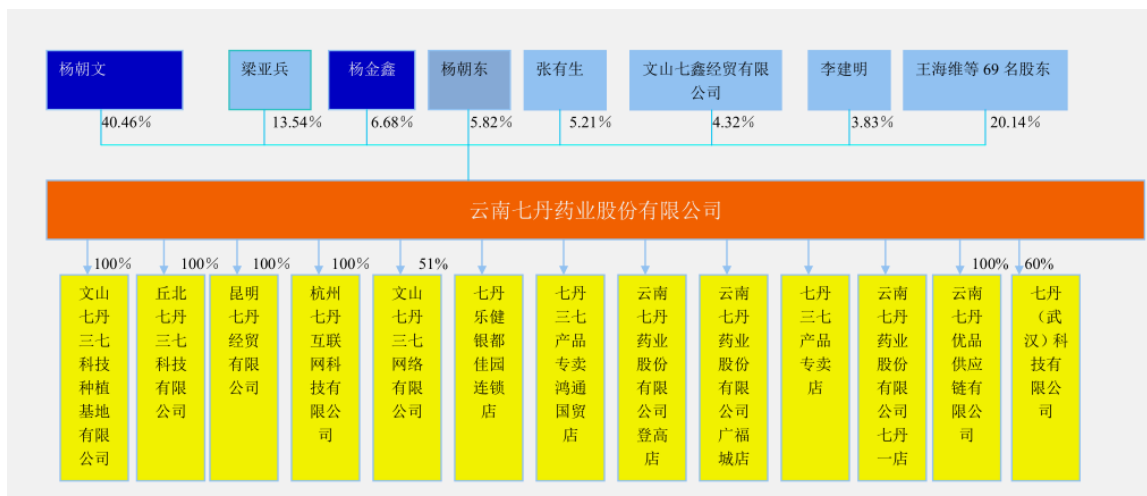 杨朝文
梁亚兵
杨金鑫
杨朝东
张有生
文山七鑫经贸有限
公司
李建明
王海维等 69 名股东
40.46%
13.54%
6.68%
5.82%
5.21%
4.32%
3.83%
20.14%
云南七丹药业股份有限公司
100%
100%
100%
100%
51%
100%
60%
文山
七丹
三七
科技
种植
基地
有限
公司
丘北
七丹
三七
科技
有限
公司
昆明
七丹
经贸
有限
公司
杭州
七丹
互联
网科
技有
限公
司
文山
七丹
三七
网络
有限
公司
七丹
乐健
银都
佳园
连锁
店
七丹
三七
产品
专卖
鸿通
国贸
店
云南
七丹
药业
股份
有限
公司
登高
店
云南
七丹
药业
股份
有限
公司
广福
城店
七丹
三七
产品
专卖
店
云南
七丹
药业
股份
有限
公司
七丹
一店
云南
七丹
优品
供应
链有
限公
司
七丹
（武
汉）科
技有
限公
司